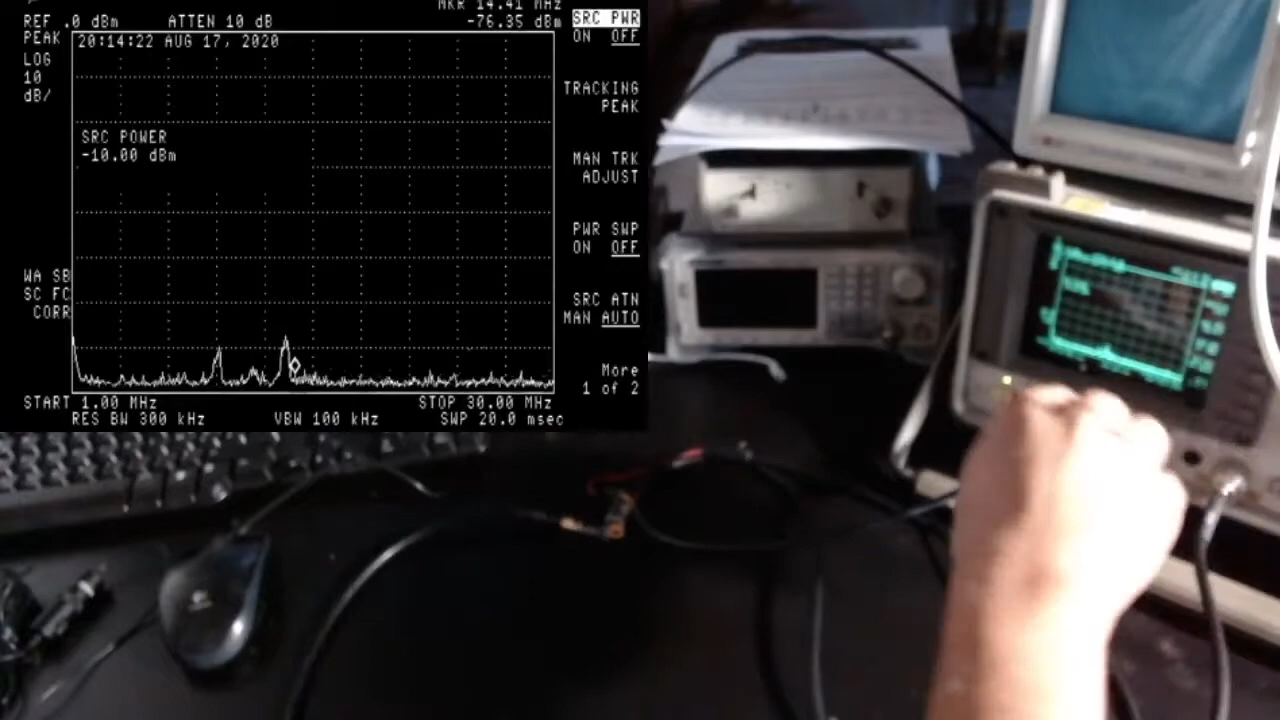 MKR 14.41 MHz
REF .0 dBm ATTEN 10 dB -76.35 dBm
PEAK
LOG
10
dB/
20:14:22 AUG 17, 2020
SRC POWER
-10.00 dBm
WA SB
SC FC
CORR
START 1.00 MHz STOP 30.00 MHz
RES BW 300 kHz VBW 100 kHz SWP 20.0 msec
SRC PWR
ON OFF
TRACKING
PEAK
MAN TRK
ADJUST
PWR SWP
ON OFF
SRC ATN
MAN AUTO
More
1 of 2